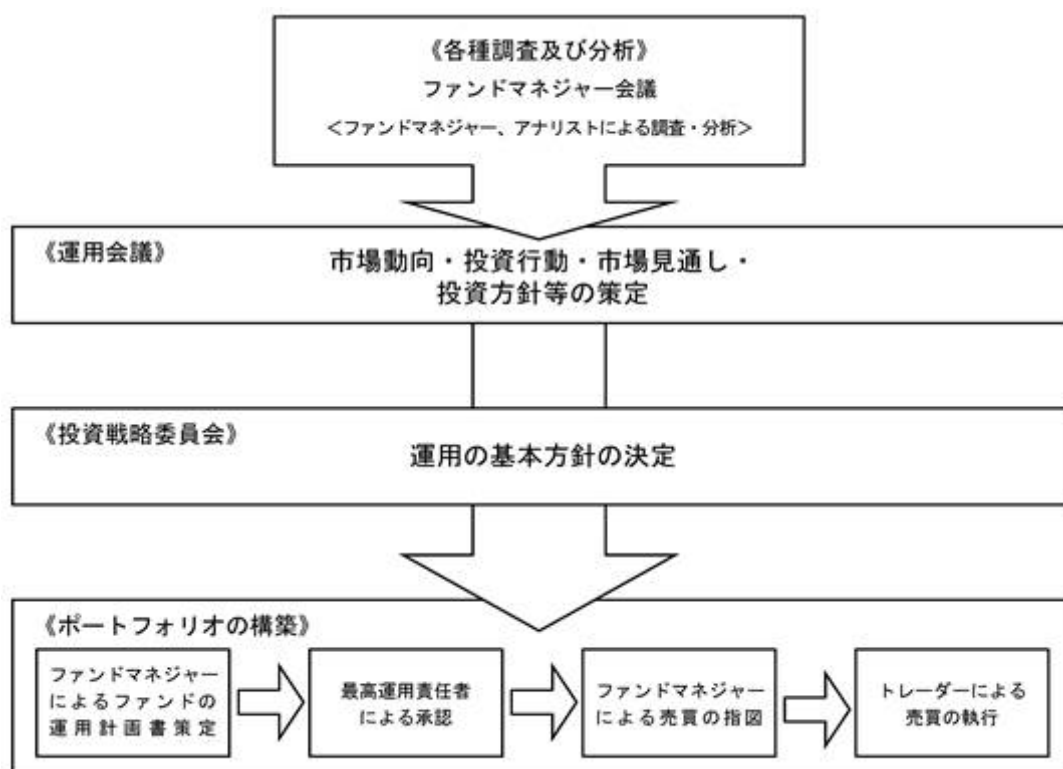 《各種調査及び分析》
ファンドマネジャー会議
＜ファンドマネジャー、アナリストによる調査・分析＞
《運用会議》
市場動向・投資行動・市場見通し・
投資方針等の策定
《投資戦略委員会》
運用の基本方針の決定
《ポートフォリオの構築》
ファンドマネジャー
によるファンドの
運用計画書策定
最高運用責任者
による承認
ファンドマネジャー
による売買の指図
トレーダーによる
売買の執行